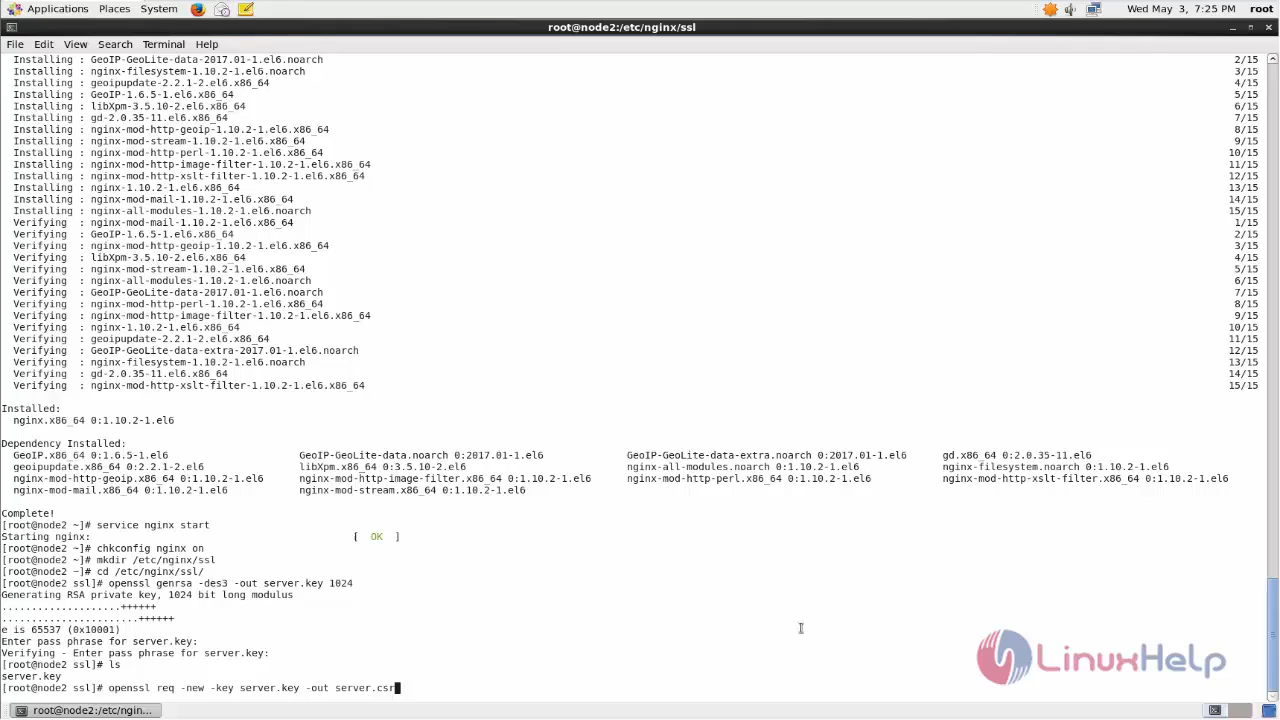 Applications Places System Wed May 3, 7:25 PM root
root@node2:/etc/nginx/ssl
File Edit View Search Terminal Help
Installing : GeoIP-GeoLite-data-2017.01-1.el6.noarch 2/15
Installing : nginx-filesystem-1.10.2-1.el6.noarch 3/15
Installing : geoipupdate-2.2.1-2.el6.x86_64 4/15
Installing : GeoIP-1.6.5-1.el6.x86_64 5/15
Installing : libXpm-3.5.10-2.el6.x86_64 6/15
Installing : gd-2.0.35-11.el6.x86_64 7/15
Installing : nginx-mod-http-geoip-1.10.2-1.el6.x86_64 8/15
Installing : nginx-mod-stream-1.10.2-1.el6.x86_64 9/15
Installing : nginx-mod-http-perl-1.10.2-1.el6.x86_64 10/15
Installing : nginx-mod-http-image-filter-1.10.2-1.el6.x86_64 11/15
Installing : nginx-mod-http-xslt-filter-1.10.2-1.el6.x86_64 12/15
Installing : nginx-1.10.2-1.el6.x86_64 13/15
Installing : nginx-mod-mail-1.10.2-1.el6.x86_64 14/15
Installing : nginx-all-modules-1.10.2-1.el6.noarch 15/15
Verifying : nginx-mod-mail-1.10.2-1.el6.x86_64 1/15
Verifying : GeoIP-1.6.5-1.el6.x86_64 2/15
Verifying : nginx-mod-http-geoip-1.10.2-1.el6.x86_64 3/15
Verifying : libXpm-3.5.10-2.el6.x86_64 4/15
Verifying : nginx-mod-stream-1.10.2-1.el6.x86_64 5/15
Verifying : nginx-all-modules-1.10.2-1.el6.noarch 6/15
Verifying : GeoIP-GeoLite-data-2017.01-1.el6.noarch 7/15
Verifying : nginx-mod-http-perl-1.10.2-1.el6.x86_64 8/15
Verifying : nginx-mod-http-image-filter-1.10.2-1.el6.x86_64 9/15
Verifying : nginx-1.10.2-1.el6.x86_64 10/15
Verifying : geoipupdate-2.2.1-2.el6.x86_64 11/15
Verifying : GeoIP-GeoLite-data-extra-2017.01-1.el6.noarch 12/15
Verifying : nginx-filesystem-1.10.2-1.el6.noarch 13/15
Verifying : gd-2.0.35-11.el6.x86_64 14/15
Verifying : nginx-mod-http-xslt-filter-1.10.2-1.el6.x86_64 15/15
Installed:
nginx.x86_64 0:1.10.2-1.el6
Dependency Installed:
GeoIP.x86_64 0:1.6.5-1.el6 GeoIP-GeoLite-data.noarch 0:2017.01-1.el6 GeoIP-GeoLite-data-extra.noarch 0:2017.01-1.el6 gd.x86_64 0:2.0.35-11.el6
geoipupdate.x86_64 0:2.2.1-2.el6 libXpm.x86_64 0:3.5.10-2.el6 nginx-all-modules.noarch 0:1.10.2-1.el6 nginx-filesystem.noarch 0:1.10.2-1.el6
nginx-mod-http-geoip.x86_64 0:1.10.2-1.el6 nginx-mod-http-image-filter.x86_64 0:1.10.2-1.el6 nginx-mod-http-perl.x86_64 0:1.10.2-1.el6 nginx-mod-http-xslt-filter.x86_64 0:1.10.2-1.el6
nginx-mod-mail.x86_64 0:1.10.2-1.el6 nginx-mod-stream.x86_64 0:1.10.2-1.el6
Complete!
[root@node2 ~]# service nginx start
Starting nginx: [ OK ]
[root@node2 ~]# chkconfig nginx on
[root@node2 ~]# mkdir /etc/nginx/ssl
[root@node2 ~]# cd /etc/nginx/ssl/
[root@node2 ssl]# openssl genrsa -des3 -out server.key 1024
Generating RSA private key, 1024 bit long modulus
....................++++++
.......................++++++
e is 65537 (0x10001)
Enter pass phrase for server.key:
Verifying - Enter pass phrase for server.key:
[root@node2 ssl]# ls
server.key
[root@node2 ssl]# openssl req -new -key server.key -out server.csr
LINUXHELP
root@node2:/etc/ngin...